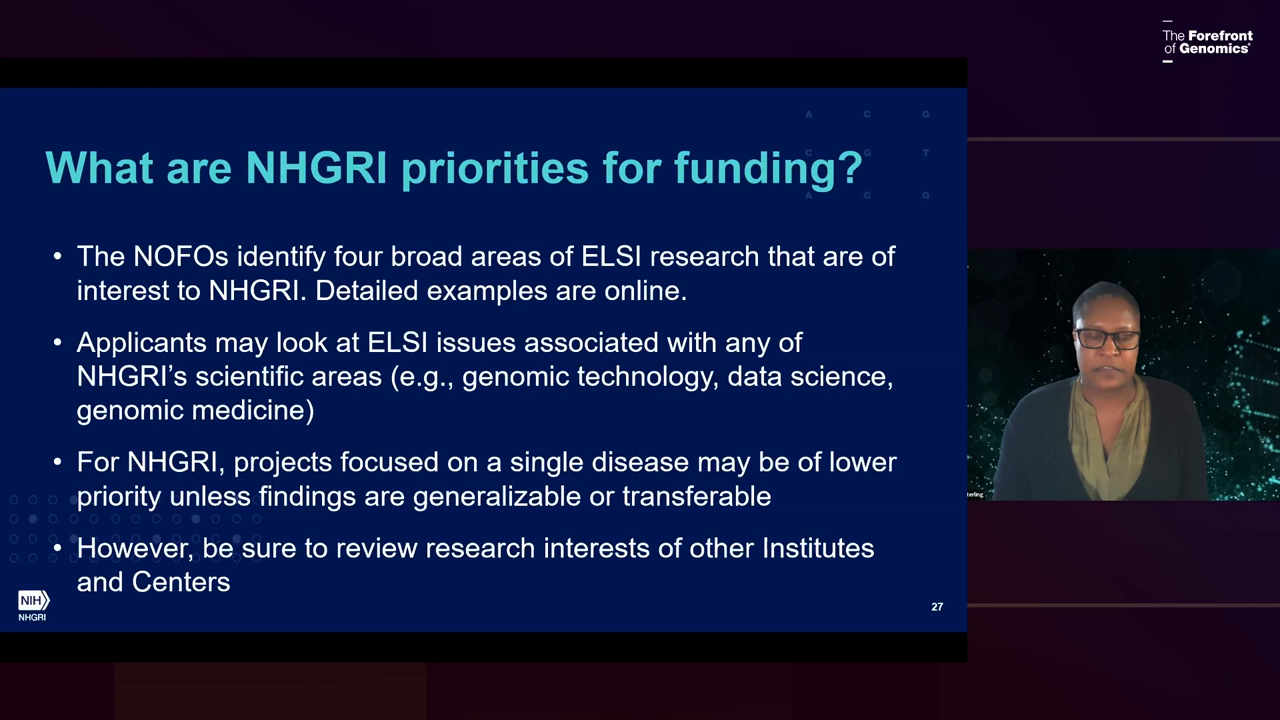 The Forefront
of Genomics®
A C G
C G T
A C G
What are NHGRI priorities for funding?
• The NOFOs identify four broad areas of ELSI research that are of
interest to NHGRI. Detailed examples are online.
• Applicants may look at ELSI issues associated with any of
NHGRI’s scientific areas (e.g., genomic technology, data science,
genomic medicine)
• For NHGRI, projects focused on a single disease may be of lower
priority unless findings are generalizable or transferable
• However, be sure to review research interests of other Institutes
and Centers
NIH
NHGRI
27
terling